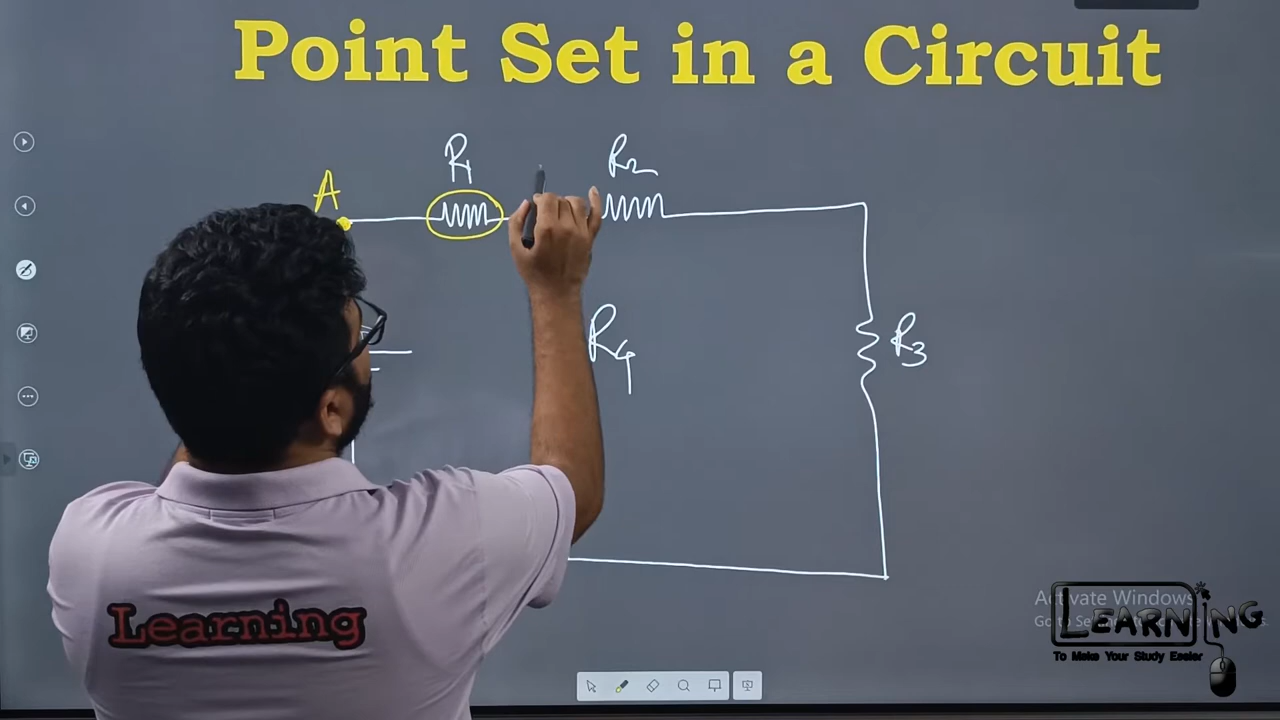 Point Set in a Circuit
R1
R2
A
R4
R3
Learning
Activate Windows
LEARNING
To Make Your Study Easier